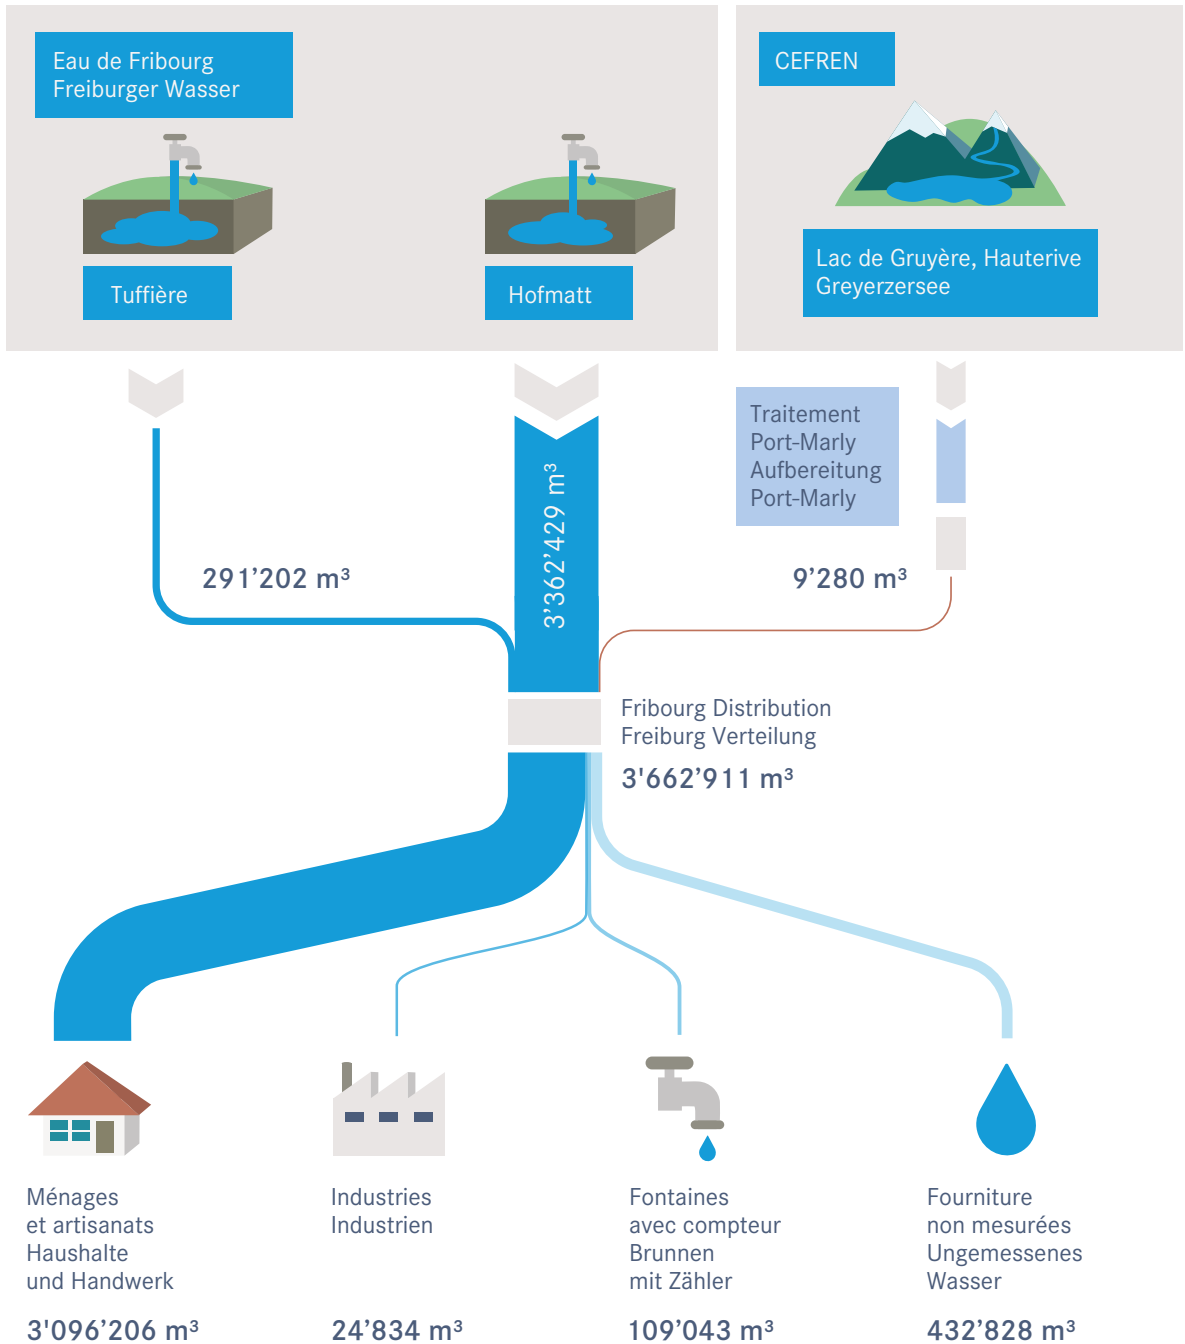 Eau de Fribourg
Freiburger Wasser
CEFREN
Tuffière
Hofmatt
Lac de Gruyère, Hauterive
Greyerzersee
Traitement
Port-Marly
Aufbereitung
Port-Marly
3’362’429 m³
291’202 m³
9’280 m³
Fribourg Distribution
Freiburg Verteilung
3'662’911 m³
Ménages
et artisanats
Haushalte
und Handwerk
3'096’206 m³
Industries
Industrien
24’834 m³
Fontaines
avec compteur
Brunnen
mit Zähler
109’043 m³
Fourniture
non mesurées
Ungemessenes
Wasser
432’828 m³